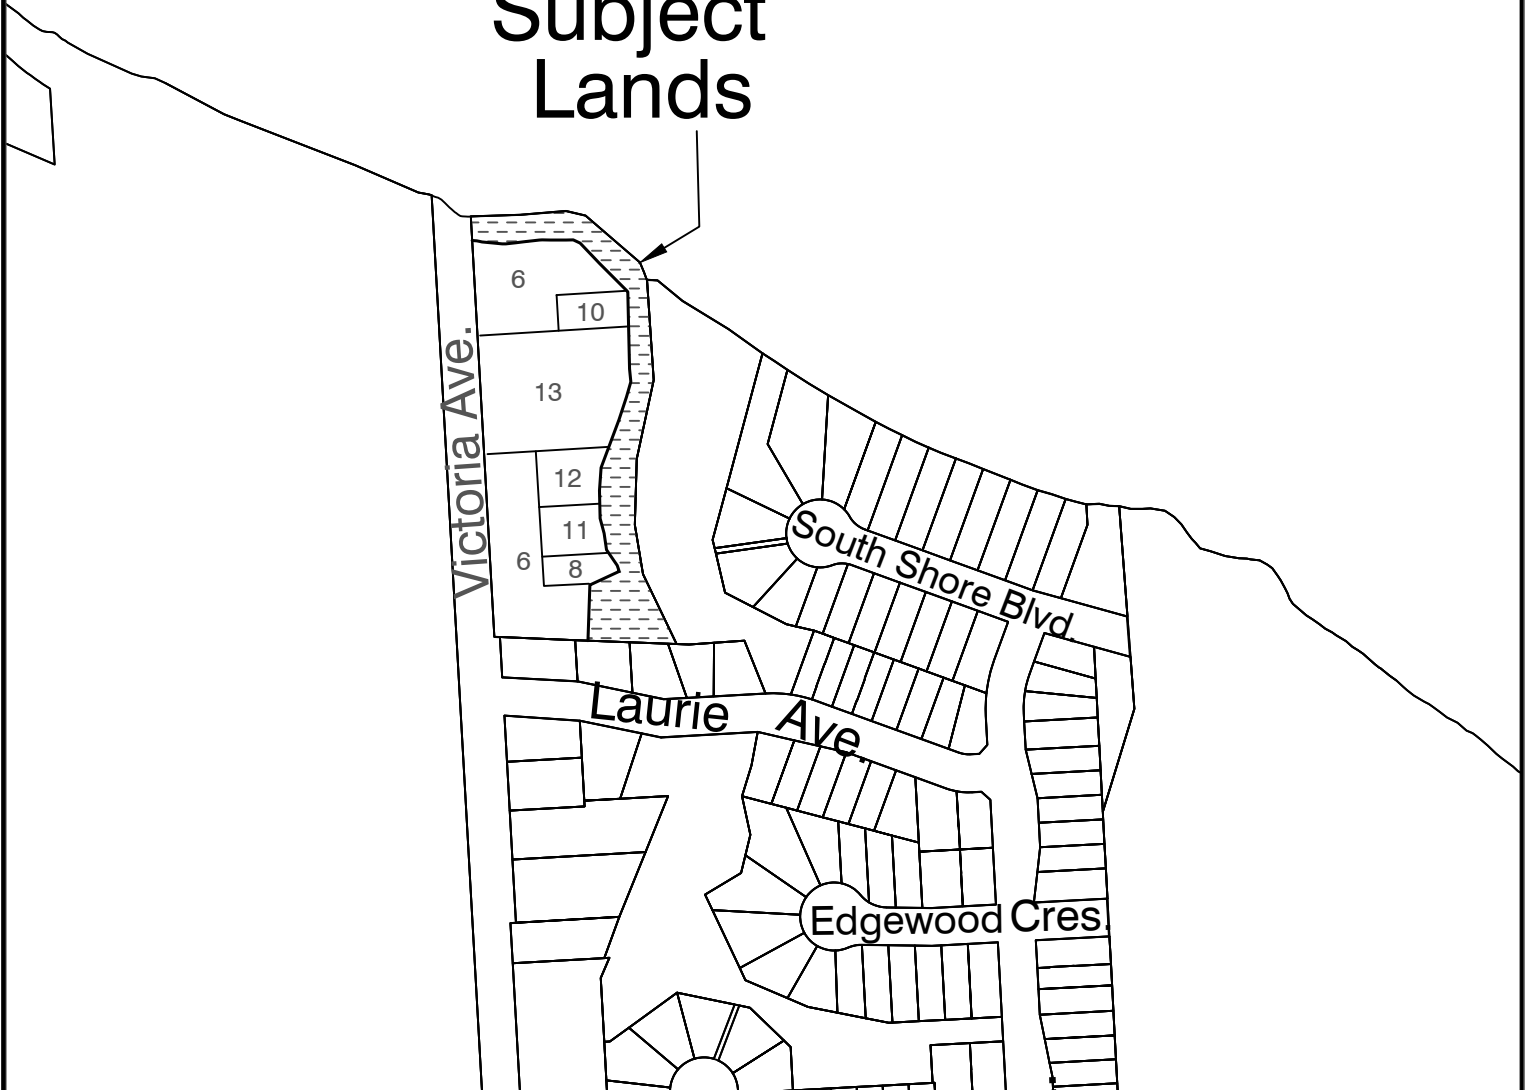 Subject
Lands
6
10
13
Victoria Ave.
12
11
6
8
South Shore Blvd.
Laurie Ave.
Edgewood Cres.